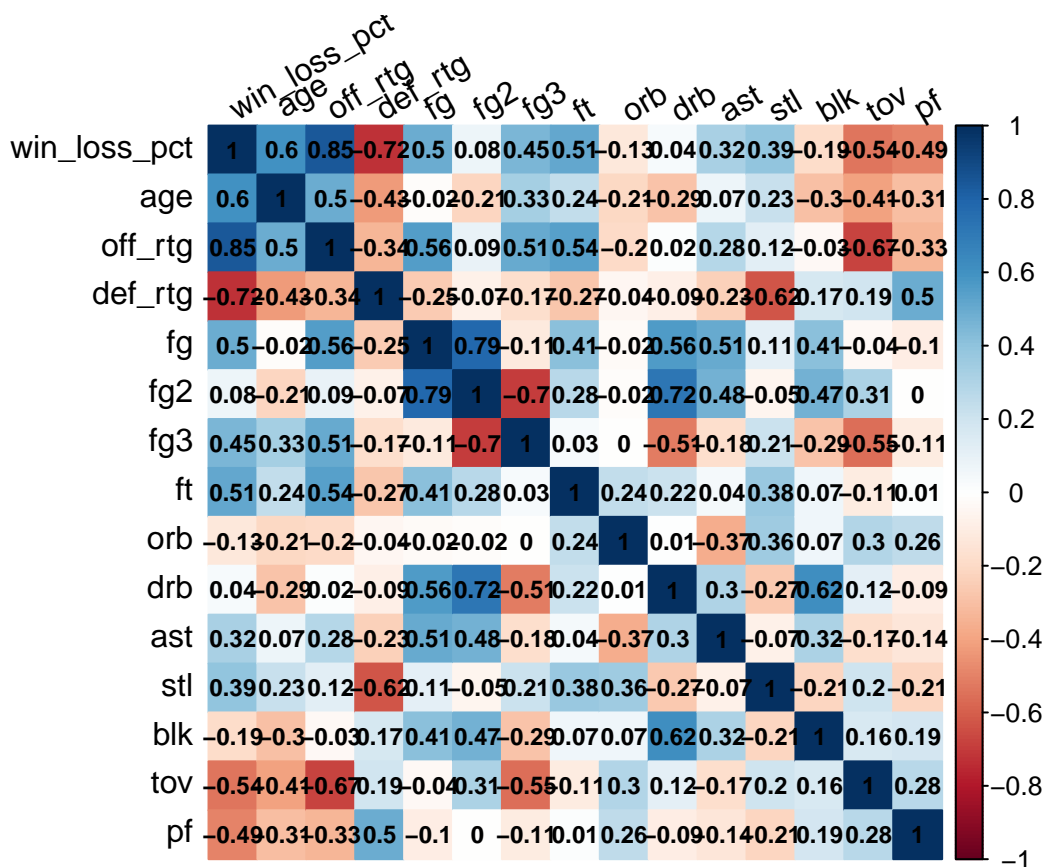 win_loss_pct age off_rtg def_rtg fg fg2 fg3 ft orb drb ast stl blk tov pf
win_loss_pct 1 0.6 0.85 −0.72 0.5 0.08 0.45 0.51 −0.13 0.04 0.32 0.39 −0.19 −0.54 −0.49
age 0.6 1 0.5 −0.43 −0.02 −0.21 0.33 0.24 −0.21 −0.29 0.07 0.23 −0.3 −0.41 −0.31
off_rtg 0.85 0.5 1 −0.34 0.56 0.09 0.51 0.54 −0.2 0.02 0.28 0.12 −0.03 −0.67 −0.33
def_rtg −0.72 −0.43 −0.34 1 −0.25 −0.07 −0.17 −0.27 −0.04 −0.09 −0.23 −0.62 0.17 0.19 0.5
fg 0.5 −0.02 0.56 −0.25 1 0.79 −0.11 0.41 −0.02 0.56 0.51 0.11 0.41 −0.04 −0.1
fg2 0.08 −0.21 0.09 −0.07 0.79 1 −0.7 0.28 −0.02 0.72 0.48 −0.05 0.47 0.31 0
fg3 0.45 0.33 0.51 −0.17 −0.11 −0.7 1 0.03 0 −0.51 −0.18 0.21 −0.29 −0.55 −0.11
ft 0.51 0.24 0.54 −0.27 0.41 0.28 0.03 1 0.24 0.22 0.04 0.38 0.07 −0.11 0.01
orb −0.13 −0.21 −0.2 −0.04 −0.02 −0.02 0 0.24 1 0.01 −0.37 0.36 0.07 0.3 0.26
drb 0.04 −0.29 0.02 −0.09 0.56 0.72 −0.51 0.22 0.01 1 0.3 −0.27 0.62 0.12 −0.09
ast 0.32 0.07 0.28 −0.23 0.51 0.48 −0.18 0.04 −0.37 0.3 1 −0.07 0.32 −0.17 −0.14
stl 0.39 0.23 0.12 −0.62 0.11 −0.05 0.21 0.38 0.36 −0.27 −0.07 1 −0.21 0.2 −0.21
blk −0.19 −0.3 −0.03 0.17 0.41 0.47 −0.29 0.07 0.07 0.62 0.32 −0.21 1 0.16 0.19
tov −0.54 −0.41 −0.67 0.19 −0.04 0.31 −0.55 −0.11 0.3 0.12 −0.17 0.2 0.16 1 0.28
pf −0.49 −0.31 −0.33 0.5 −0.1 0 −0.11 0.01 0.26 −0.09 −0.14 −0.21 0.19 0.28 1
1
0.8
0.6
0.4
0.2
0
−0.2
−0.4
−0.6
−0.8
−1